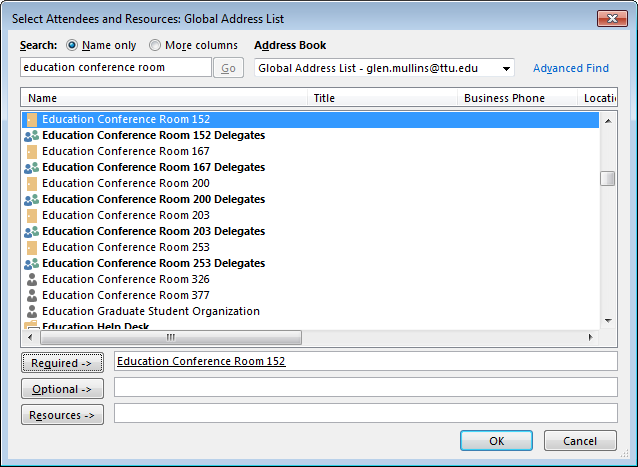 Select Attendees and Resources: Global Address List
Search: Name only More columns Address Book
education conference room Go Global Address List - glen.mullins@ttu.edu Advanced Find
Name Title Business Phone Locatio
Education Conference Room 152
Education Conference Room 152 Delegates
Education Conference Room 167
Education Conference Room 167 Delegates
Education Conference Room 200
Education Conference Room 200 Delegates
Education Conference Room 203
Education Conference Room 203 Delegates
Education Conference Room 253
Education Conference Room 253 Delegates
Education Conference Room 326
Education Conference Room 377
Education Graduate Student Organization
Education Help Desk
Required -> Education Conference Room 152
Optional ->
Resources ->
OK Cancel